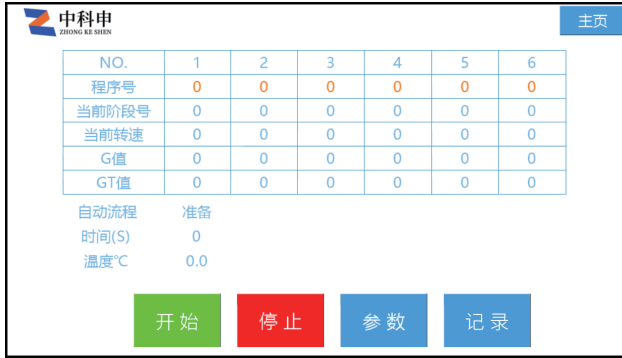 中科申
ZHONG KE SHEN
主页
NO. 1 2 3 4 5 6
程序号 0 0 0 0 0 0
当前阶段号 0 0 0 0 0 0
当前转速 0 0 0 0 0 0
G值 0 0 0 0 0 0
GT值 0 0 0 0 0 0
自动流程 准备
时间(S) 0
温度℃ 0.0
开始 停止 参数 记录